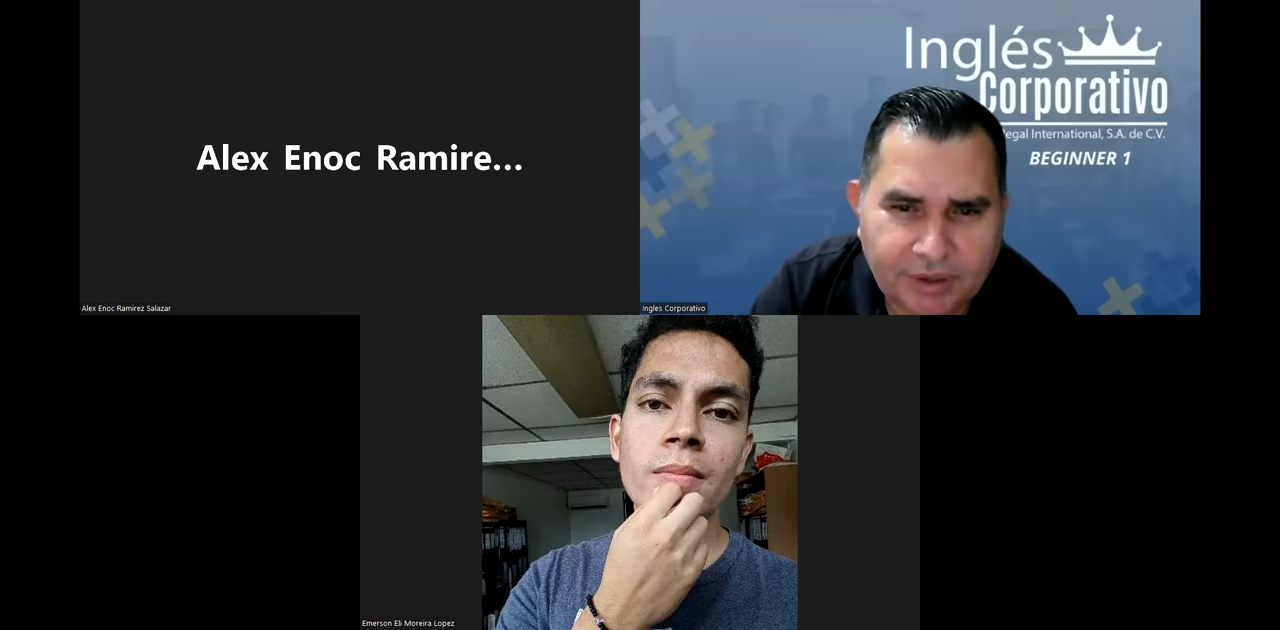 Alex Enoc Ramire...
Alex Enoc Ramirez Salazar
Inglés
Corporativo
egal International, S.A. de C.V.
BEGINNER 1
Ingles Corporativo
Emerson Eli Moreira Lopez